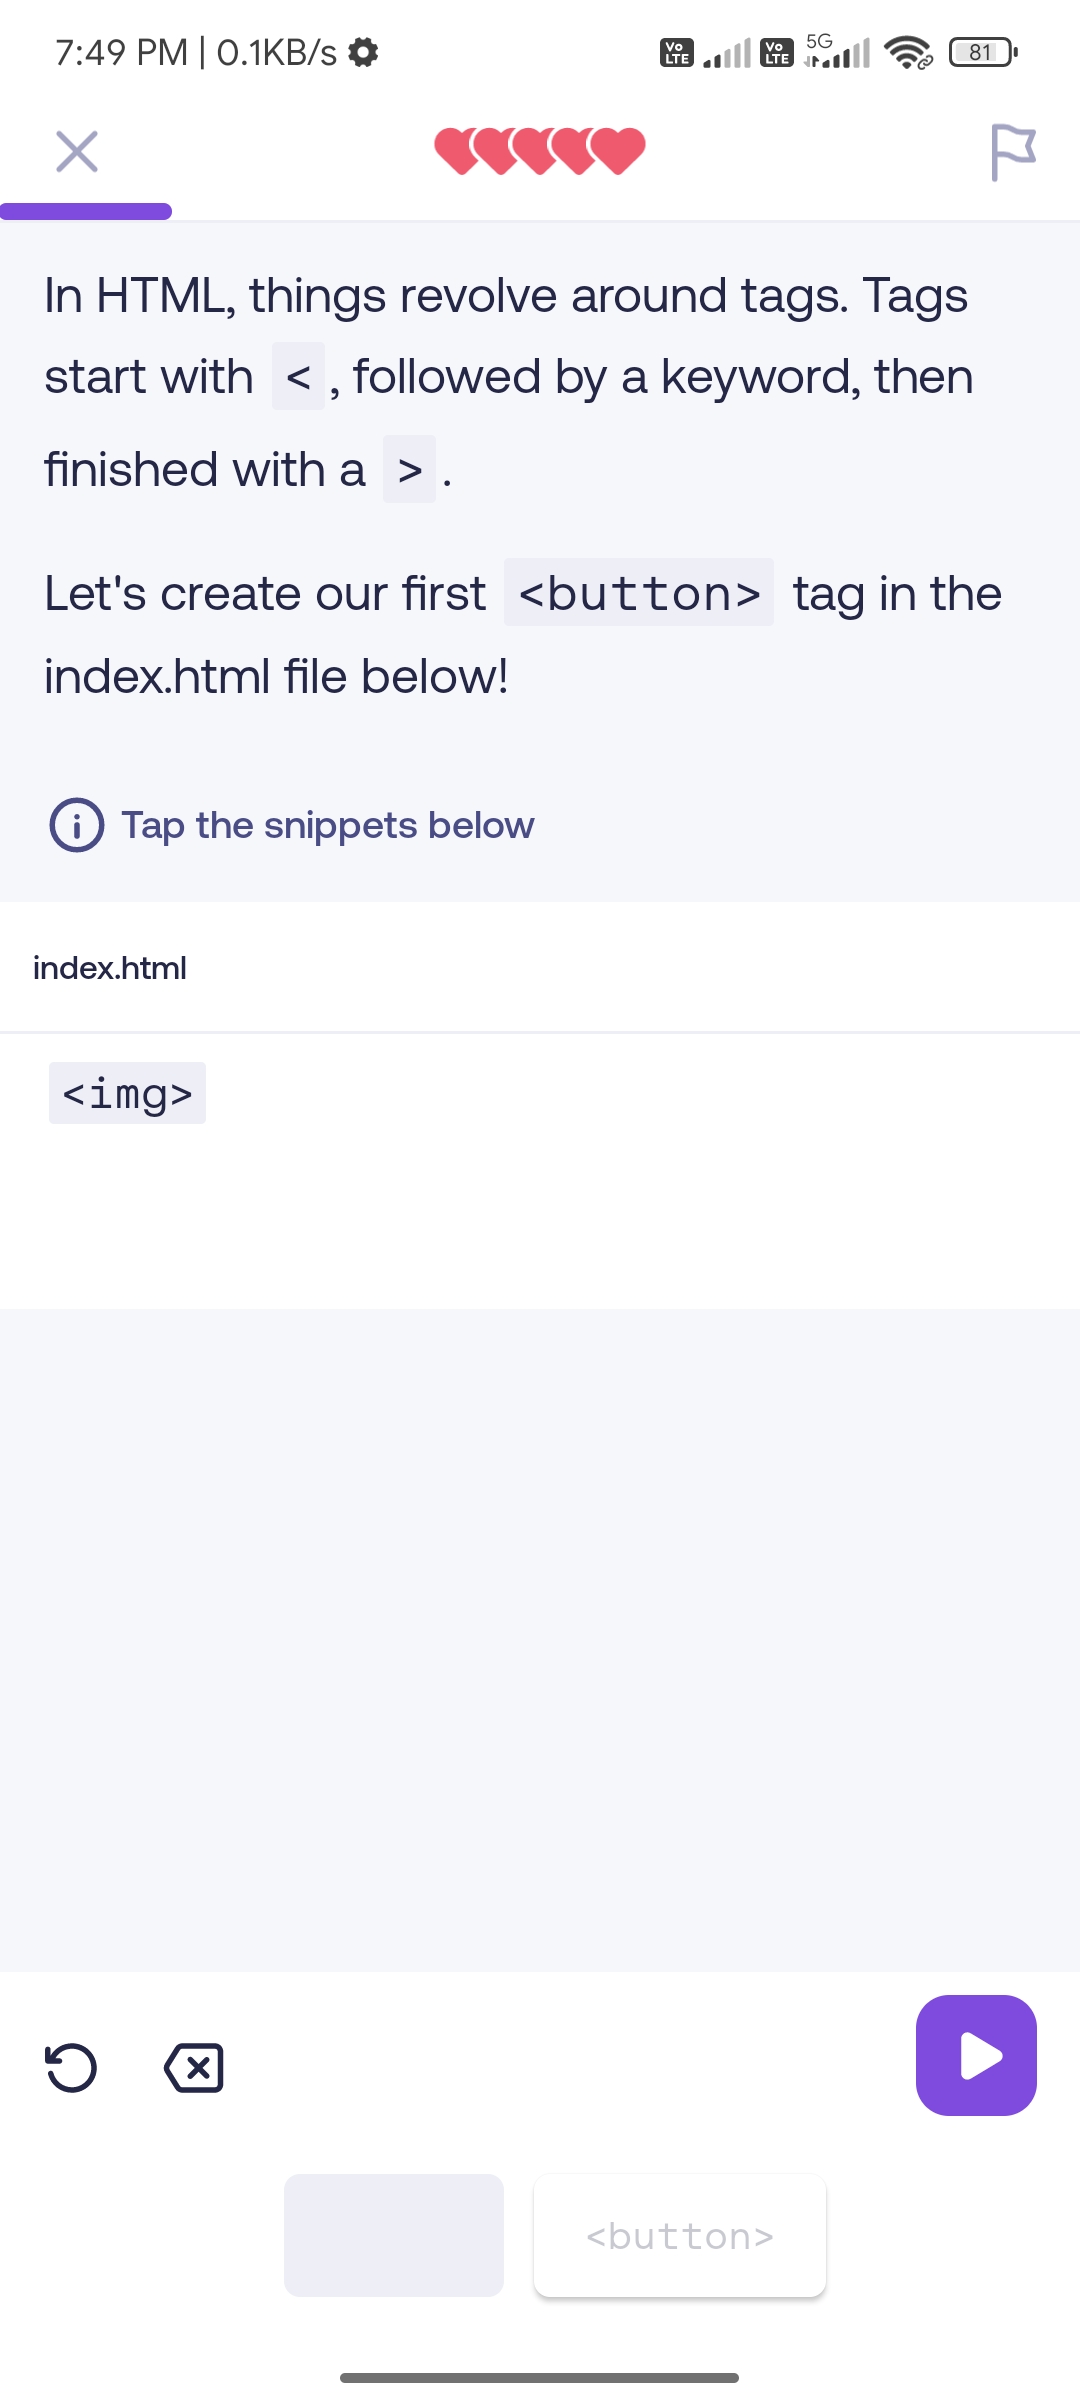 7:49 PM | 0.1KB/s
Vo LTE Vo LTE 5G 81
In HTML, things revolve around tags. Tags
start with < , followed by a keyword, then
finished with a > .
Let's create our first <button> tag in the
index.html file below!
Tap the snippets below
index.html
<img>
<button>